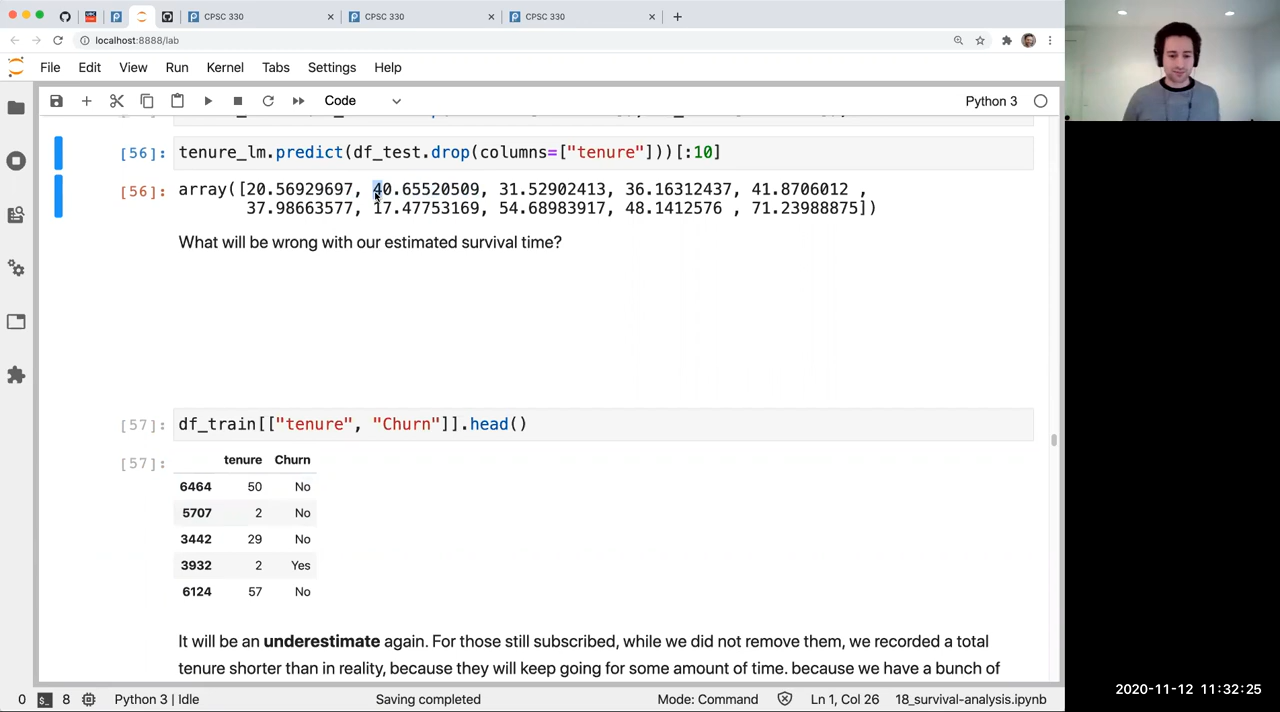 CPSC 330
CPSC 330
CPSC 330
localhost:8888/lab
File Edit View Run Kernel Tabs Settings Help
Code
Python 3
[56]: tenure_lm.predict(df_test.drop(columns=["tenure"]))[:10]
[56]: array([20.56929697, 40.65520509, 31.52902413, 36.16312437, 41.8706012 ,
37.98663577, 17.47753169, 54.68983917, 48.1412576 , 71.23988875])
What will be wrong with our estimated survival time?
[57]: df_train[["tenure", "Churn"]].head()
[57]: tenure Churn
6464 50 No
5707 2 No
3442 29 No
3932 2 Yes
6124 57 No
It will be an underestimate again. For those still subscribed, while we did not remove them, we recorded a total
tenure shorter than in reality, because they will keep going for some amount of time. because we have a bunch of
0 8 Python 3 | Idle Saving completed Mode: Command Ln 1, Col 26 18_survival-analysis.ipynb
2020-11-12 11:32:25